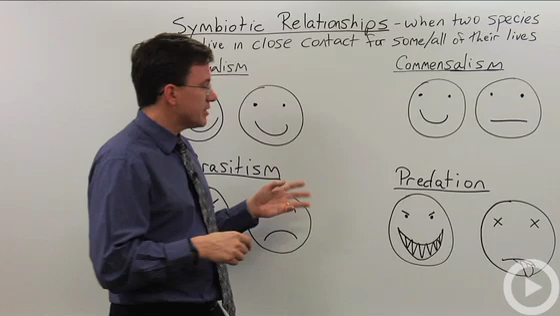 Symbiotic Relationships - when two species
live in close contact for some/all of their lives
Commensalism
Predation